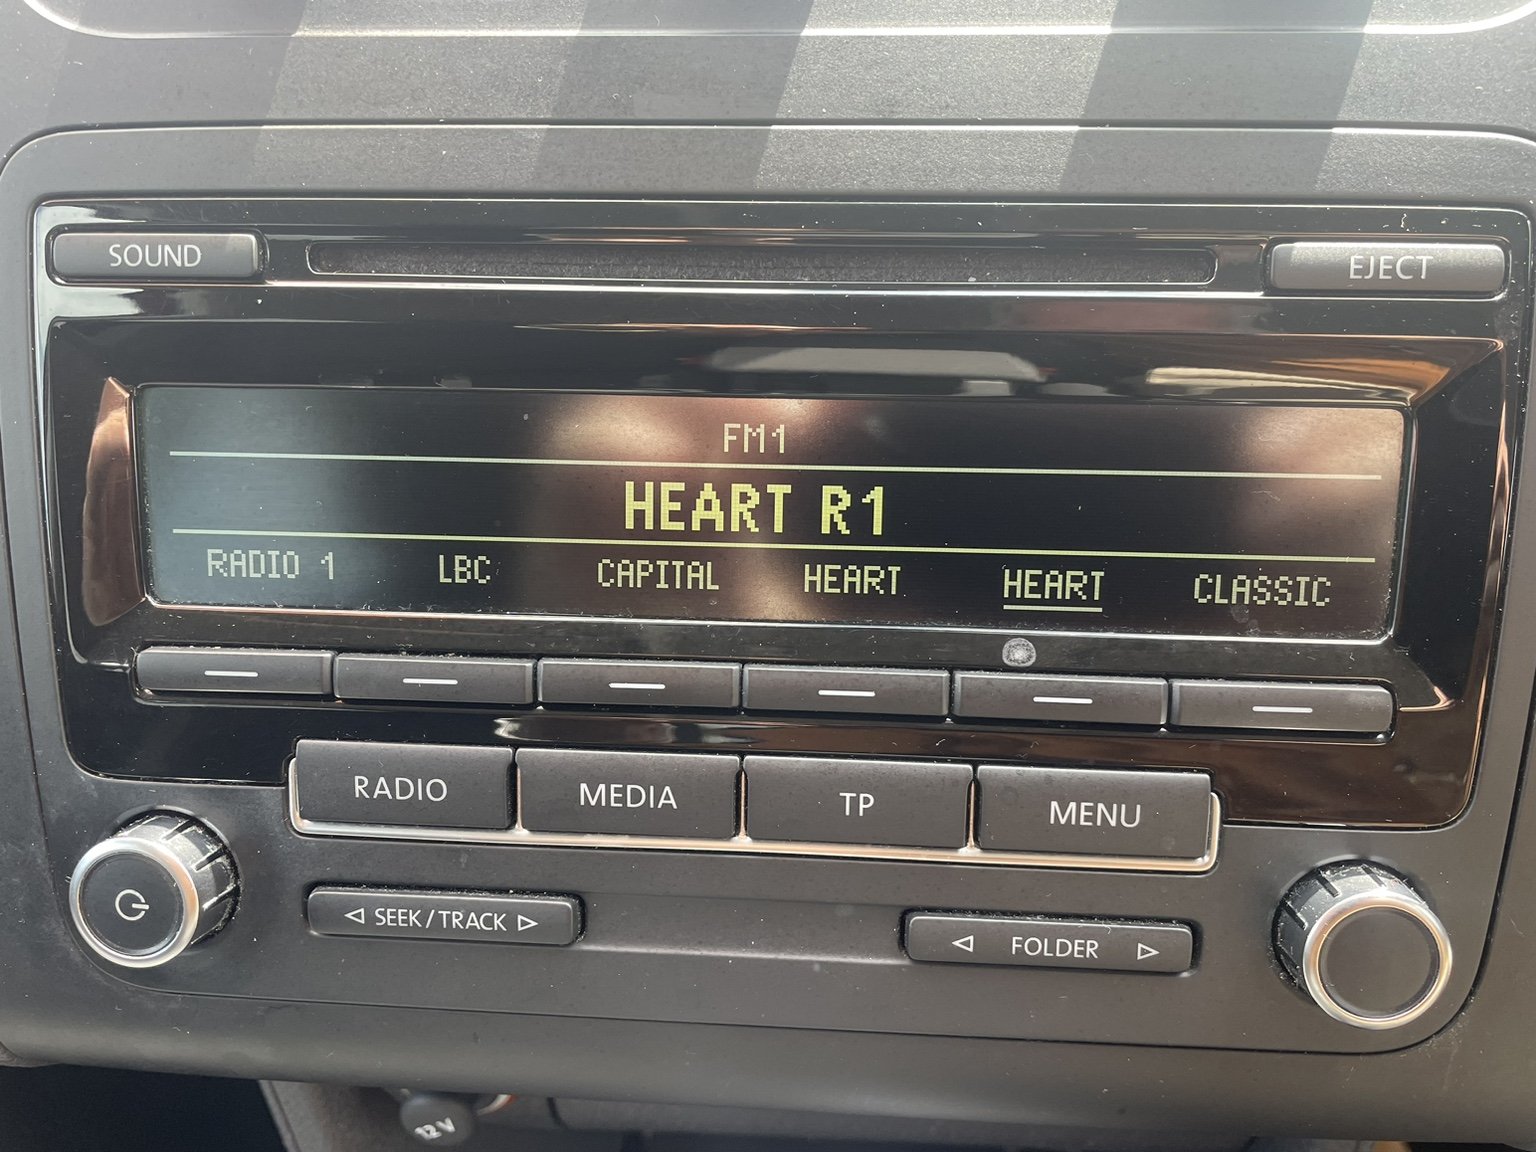 SOUND
EJECT
FM1
HEART R1
RADIO 1 LBC CAPITAL HEART HEART CLASSIC
RADIO MEDIA TP MENU
SEEK/TRACK
FOLDER
12V